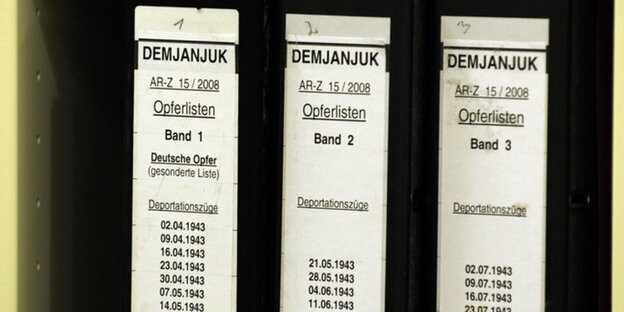 1
DEMJANJUK
AR-Z 15/2008
Opferlisten
Band 1
Deutsche Opfer
(gesonderte Liste)
Deportationszüge
02.04.1943
09.04.1943
16.04.1943
23.04.1943
30.04.1943
07.05.1943
14.05.1943
2
DEMJANJUK
AR-Z 15/2008
Opferlisten
Band 2
Deportationszüge
21.05.1943
28.05.1943
04.06.1943
11.06.1943
3
DEMJANJUK
AR-Z 15/2008
Opferlisten
Band 3
Deportationszüge
02.07.1943
09.07.1943
16.07.1943
23.07.1943